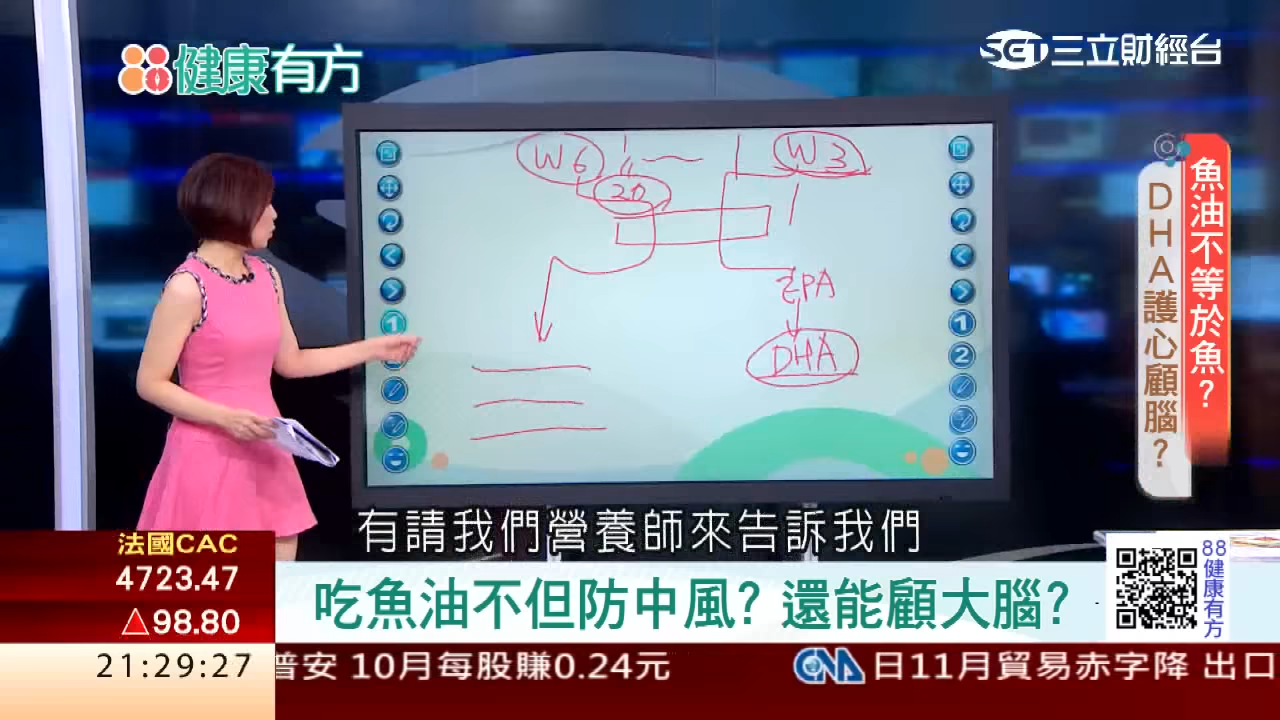 88 健康有方
SET三立財經台
W6
20
W3
EPA
DHA
1
1
2
魚油不等於魚?
DHA護心顧腦?
有請我們營養師來告訴我們
法國CAC
4723.47
△98.80
吃魚油不但防中風? 還能顧大腦?
88健康有方
21:29:27
普安 10月每股賺0.24元
CNA 日11月貿易赤字降 出口